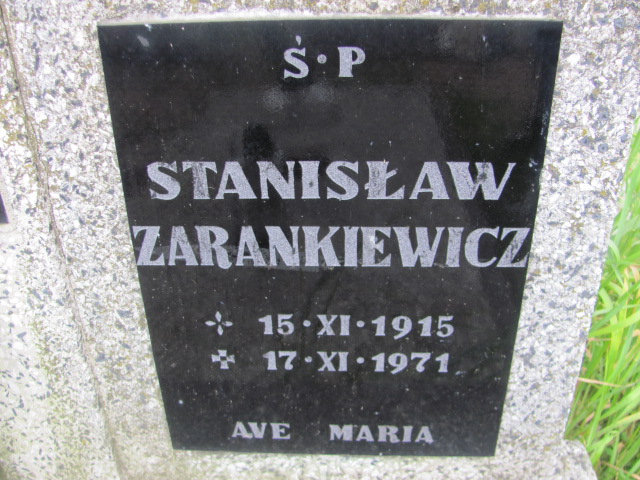 Ś·P
STANISŁAW
ZARANKIEWICZ
15·XI·1915
17·XI·1971
AVE MARIA